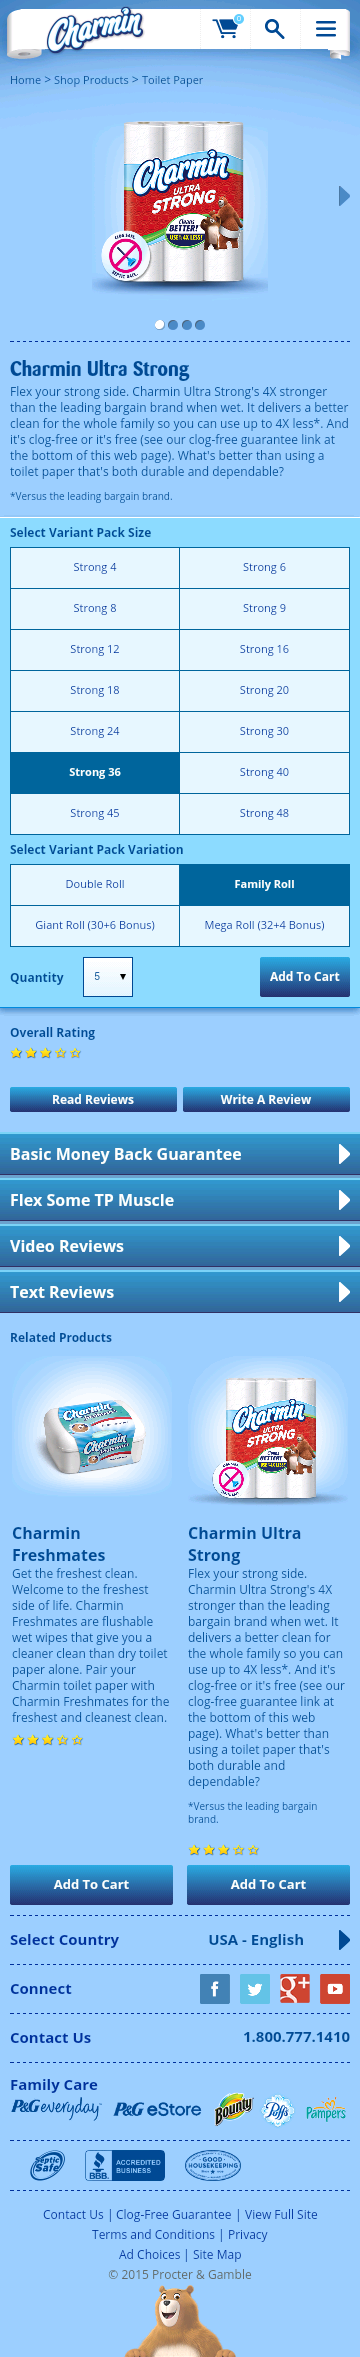 Charmin
0
Home > Shop Products > Toilet Paper
Charmin
ULTRA
STRONG
Cleans
BETTER!
USE UP TO 4X LESS!
CLOG SAFE
SEPTIC SAFE
Charmin Ultra Strong
Flex your strong side. Charmin Ultra Strong's 4X stronger
than the leading bargain brand when wet. It delivers a better
clean for the whole family so you can use up to 4X less*. And
it's clog-free or it's free (see our clog-free guarantee link at
the bottom of this web page). What's better than using a
toilet paper that's both durable and dependable?
*Versus the leading bargain brand.
Select Variant Pack Size
Strong 4
Strong 6
Strong 8
Strong 9
Strong 12
Strong 16
Strong 18
Strong 20
Strong 24
Strong 30
Strong 36
Strong 40
Strong 45
Strong 48
Select Variant Pack Variation
Double Roll
Family Roll
Giant Roll (30+6 Bonus)
Mega Roll (32+4 Bonus)
Quantity
5
Add To Cart
Overall Rating
Read Reviews
Write A Review
Basic Money Back Guarantee
Flex Some TP Muscle
Video Reviews
Text Reviews
Related Products
Charmin
Charmin
Charmin
ULTRA
STRONG
Charmin
Freshmates
Get the freshest clean.
Welcome to the freshest
side of life. Charmin
Freshmates are flushable
wet wipes that give you a
cleaner clean than dry toilet
paper alone. Pair your
Charmin toilet paper with
Charmin Freshmates for the
freshest and cleanest clean.
Charmin Ultra
Strong
Flex your strong side.
Charmin Ultra Strong's 4X
stronger than the leading
bargain brand when wet. It
delivers a better clean for
the whole family so you can
use up to 4X less*. And it's
clog-free or it's free (see our
clog-free guarantee link at
the bottom of this web
page). What's better than
using a toilet paper that's
both durable and
dependable?
*Versus the leading bargain
brand.
Add To Cart
Add To Cart
Select Country
USA - English
Connect
Contact Us
1.800.777.1410
Family Care
P&G everyday
P&G eStore
Bounty
Puffs
Pampers
Septic
Safe
BBB.
ACCREDITED
BUSINESS
GOOD
HOUSEKEEPING
Contact Us | Clog-Free Guarantee | View Full Site
Terms and Conditions | Privacy
Ad Choices | Site Map
© 2015 Procter & Gamble